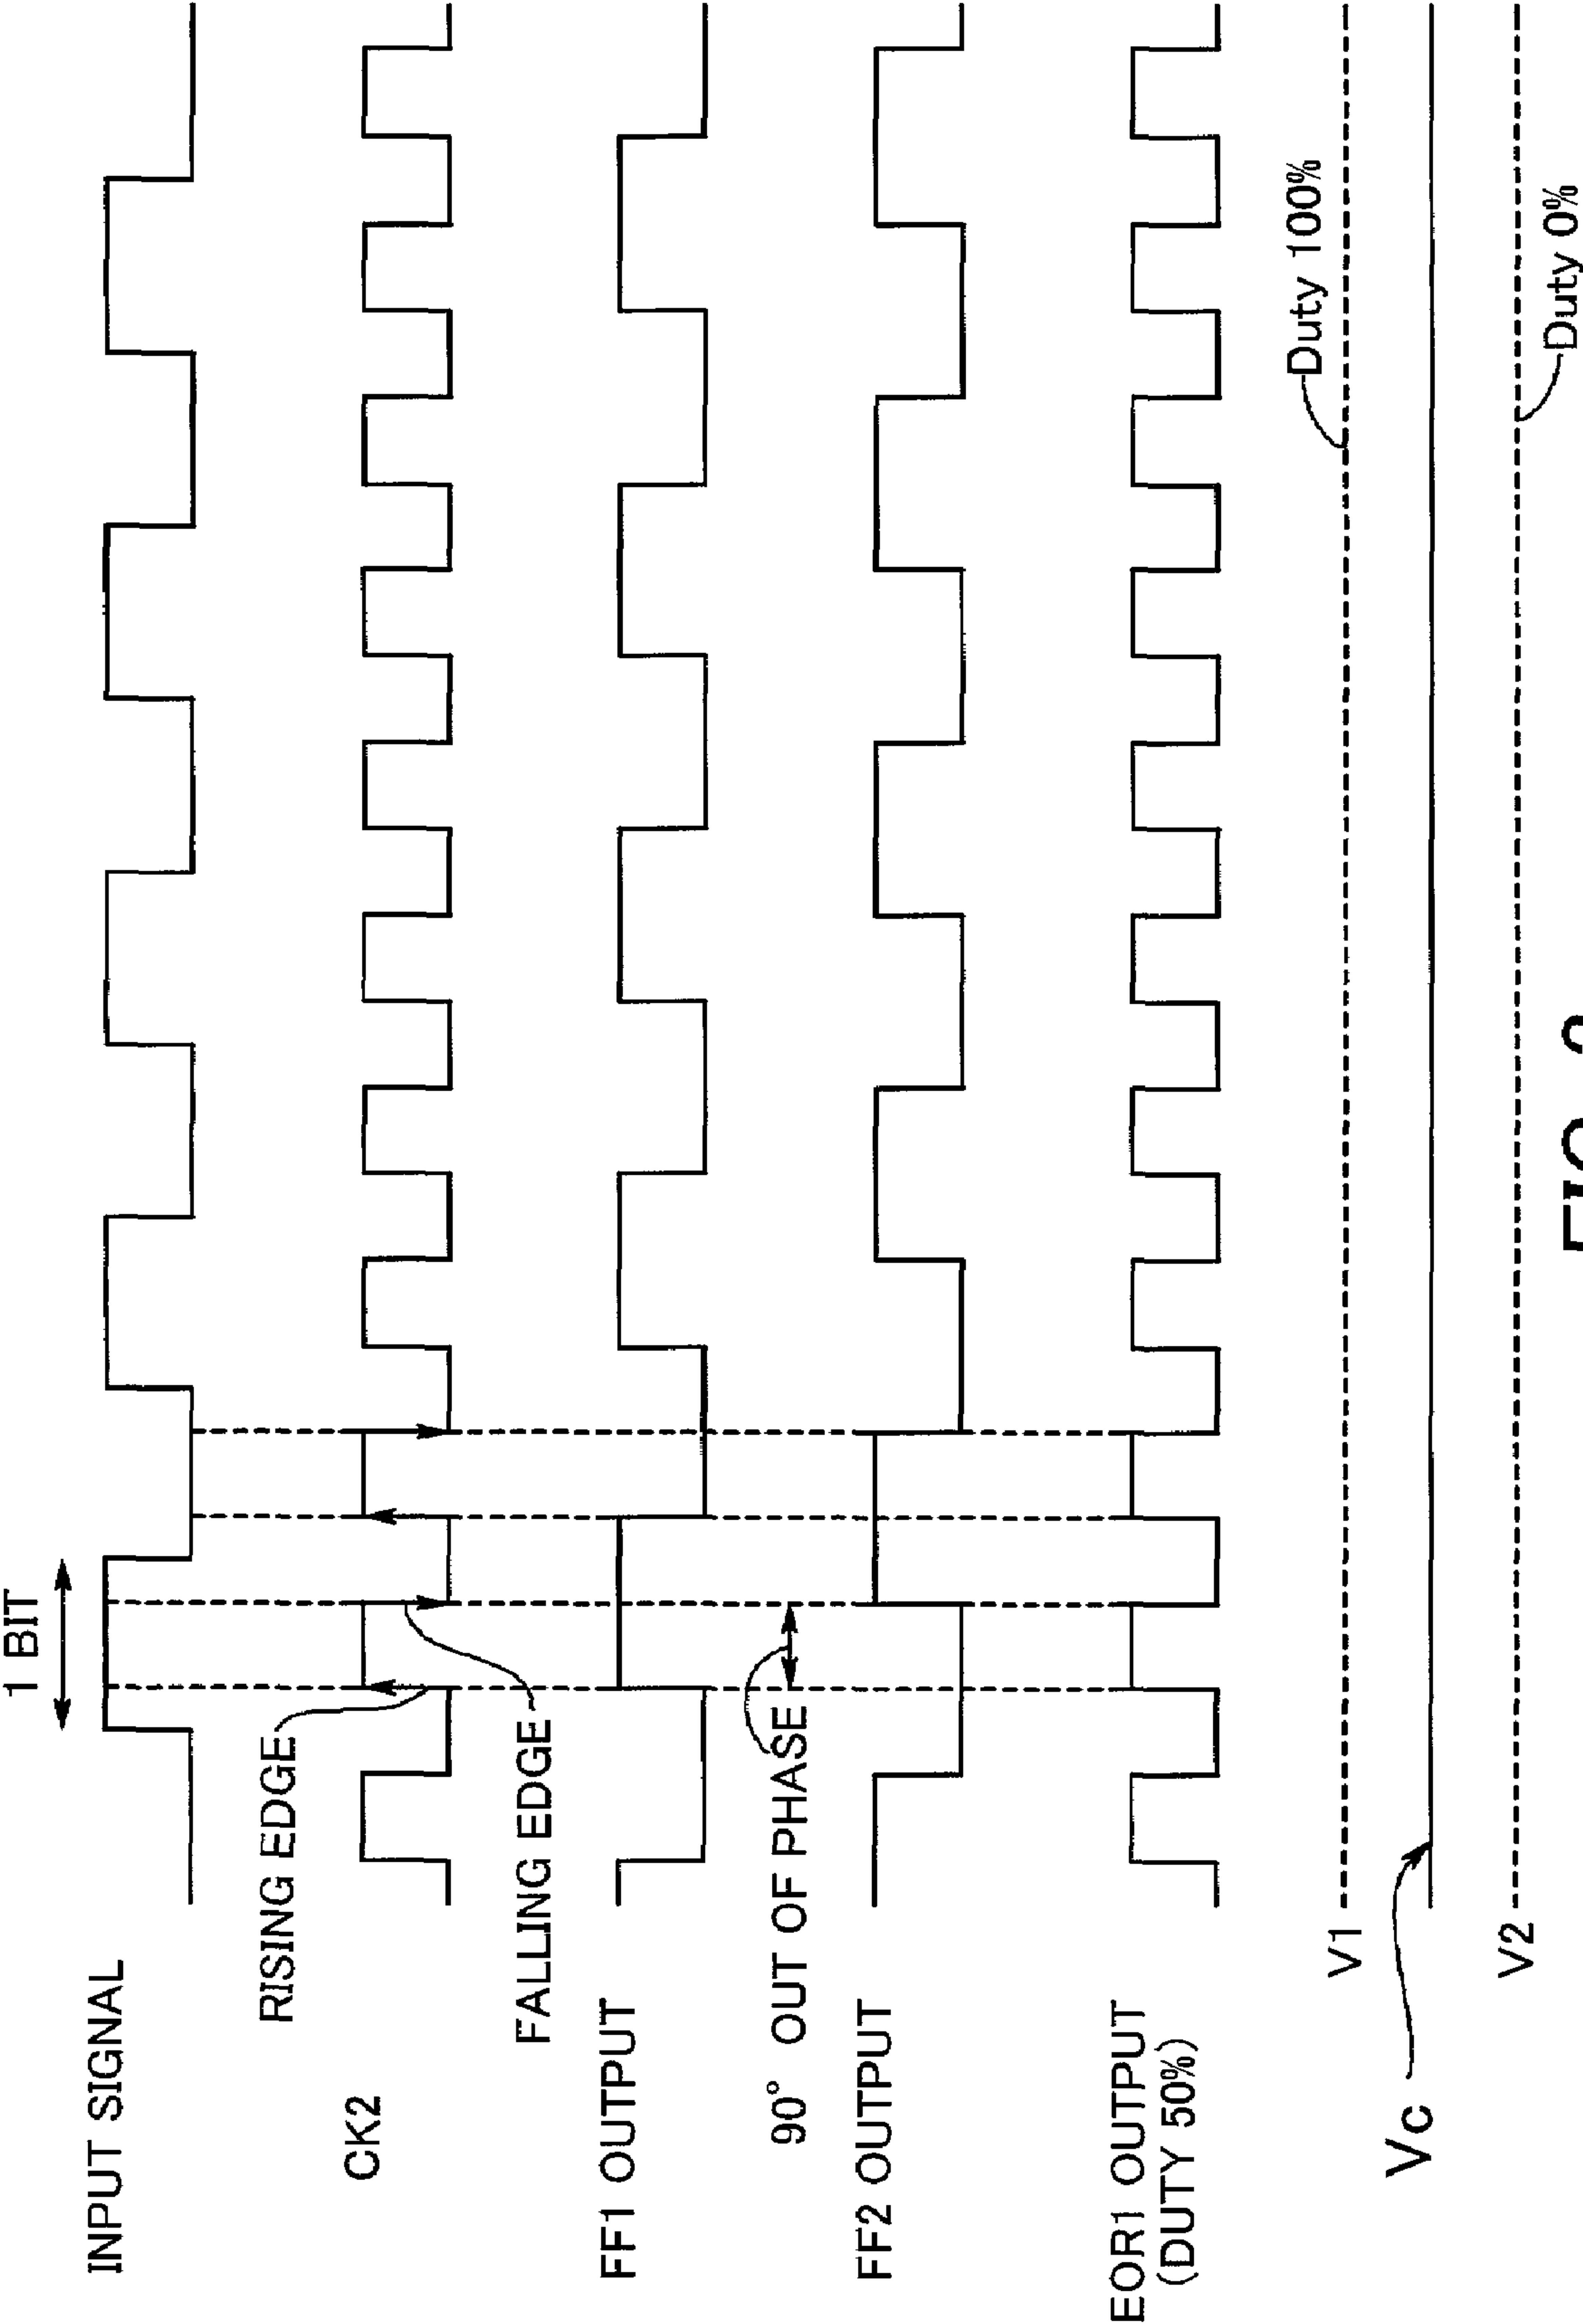 1 BIT
INPUT SIGNAL
RISING EDGE
CK2
FALLING EDGE
FF1 OUTPUT
90° OUT OF PHASE
FF2 OUTPUT
EOR1 OUTPUT
(DUTY 50%)
Duty 100%
V1
Vc
V2
Duty 0%